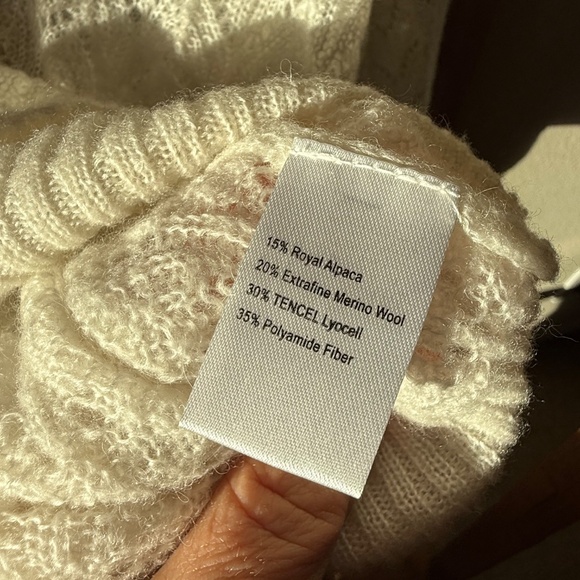 15% Royal Alpaca
20% Extrafine Merino Wool
30% TENCEL Lyocell
35% Polyamide Fiber